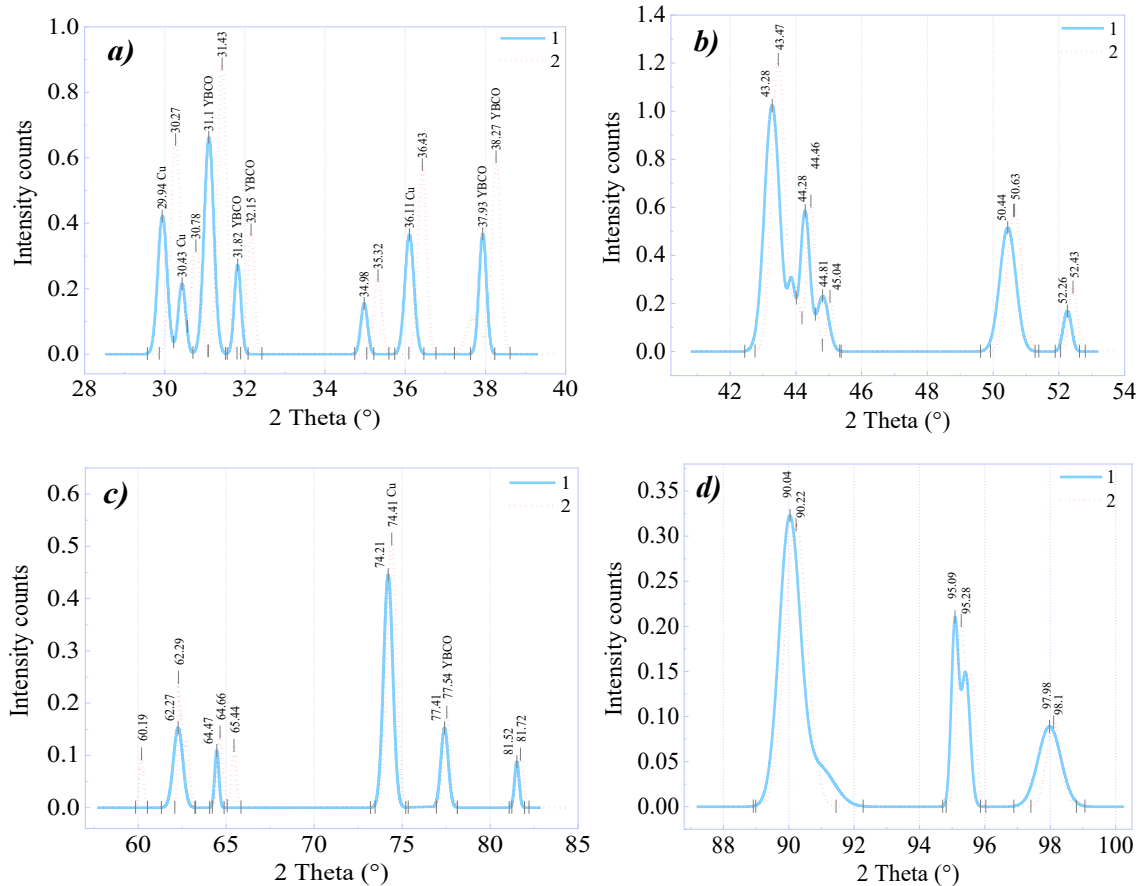 a)
1
2
29.94 Cu
30.27
30.43 Cu
30.78
31.1 YBCO
31.43
31.82 YBCO
32.15 YBCO
34.98
35.32
36.11 Cu
36.43
37.93 YBCO
38.27 YBCO
Intensity counts
1.0
0.8
0.6
0.4
0.2
0.0
28 30 32 34 36 38 40
2 Theta (°)
b)
1
2
43.28
43.47
44.28
44.46
44.81
45.04
50.44
50.63
52.26
52.43
Intensity counts
1.4
1.2
1.0
0.8
0.6
0.4
0.2
0.0
42 44 46 48 50 52 54
2 Theta (°)
c)
1
2
60.19
62.27
62.29
64.47
64.66
65.44
74.21
74.41 Cu
77.41
77.54 YBCO
81.52
81.72
Intensity counts
0.6
0.5
0.4
0.3
0.2
0.1
0.0
60 65 70 75 80 85
2 Theta (°)
d)
1
2
90.04
90.22
95.09
95.28
97.98
98.1
Intensity counts
0.35
0.30
0.25
0.20
0.15
0.10
0.05
0.00
88 90 92 94 96 98 100
2 Theta (°)